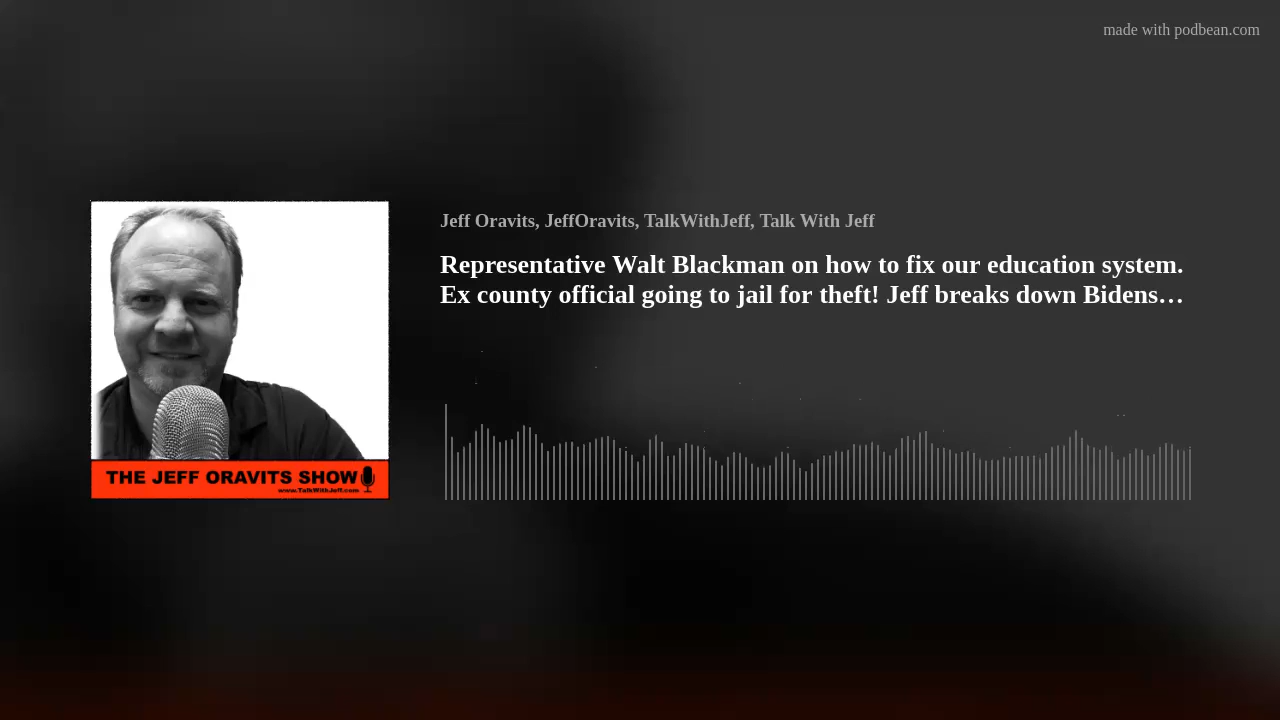 made with podbean.com
Jeff Oravits, JeffOravits, TalkWithJeff, Talk With Jeff
Representative Walt Blackman on how to fix our education system.
Ex county official going to jail for theft! Jeff breaks down Bidens…
THE JEFF ORAVITS SHOW
www.TalkWithJeff.com